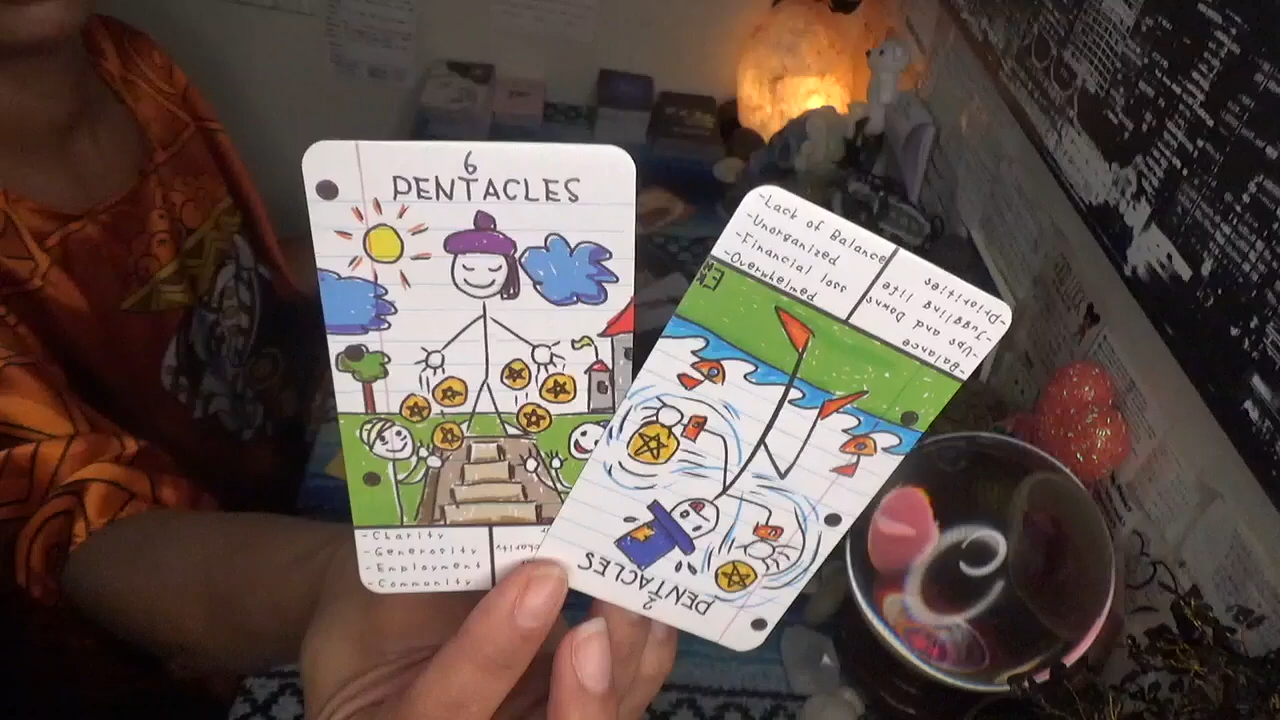 6
PENTACLES
-Charity
-Generosity
-Employment
-Community
-Lack of Balance
-Unorganized
-Financial loss
-Overwhelmed
-Balance
-Ups and Downs
-Juggling life
-Priorities
2
PENTACLES